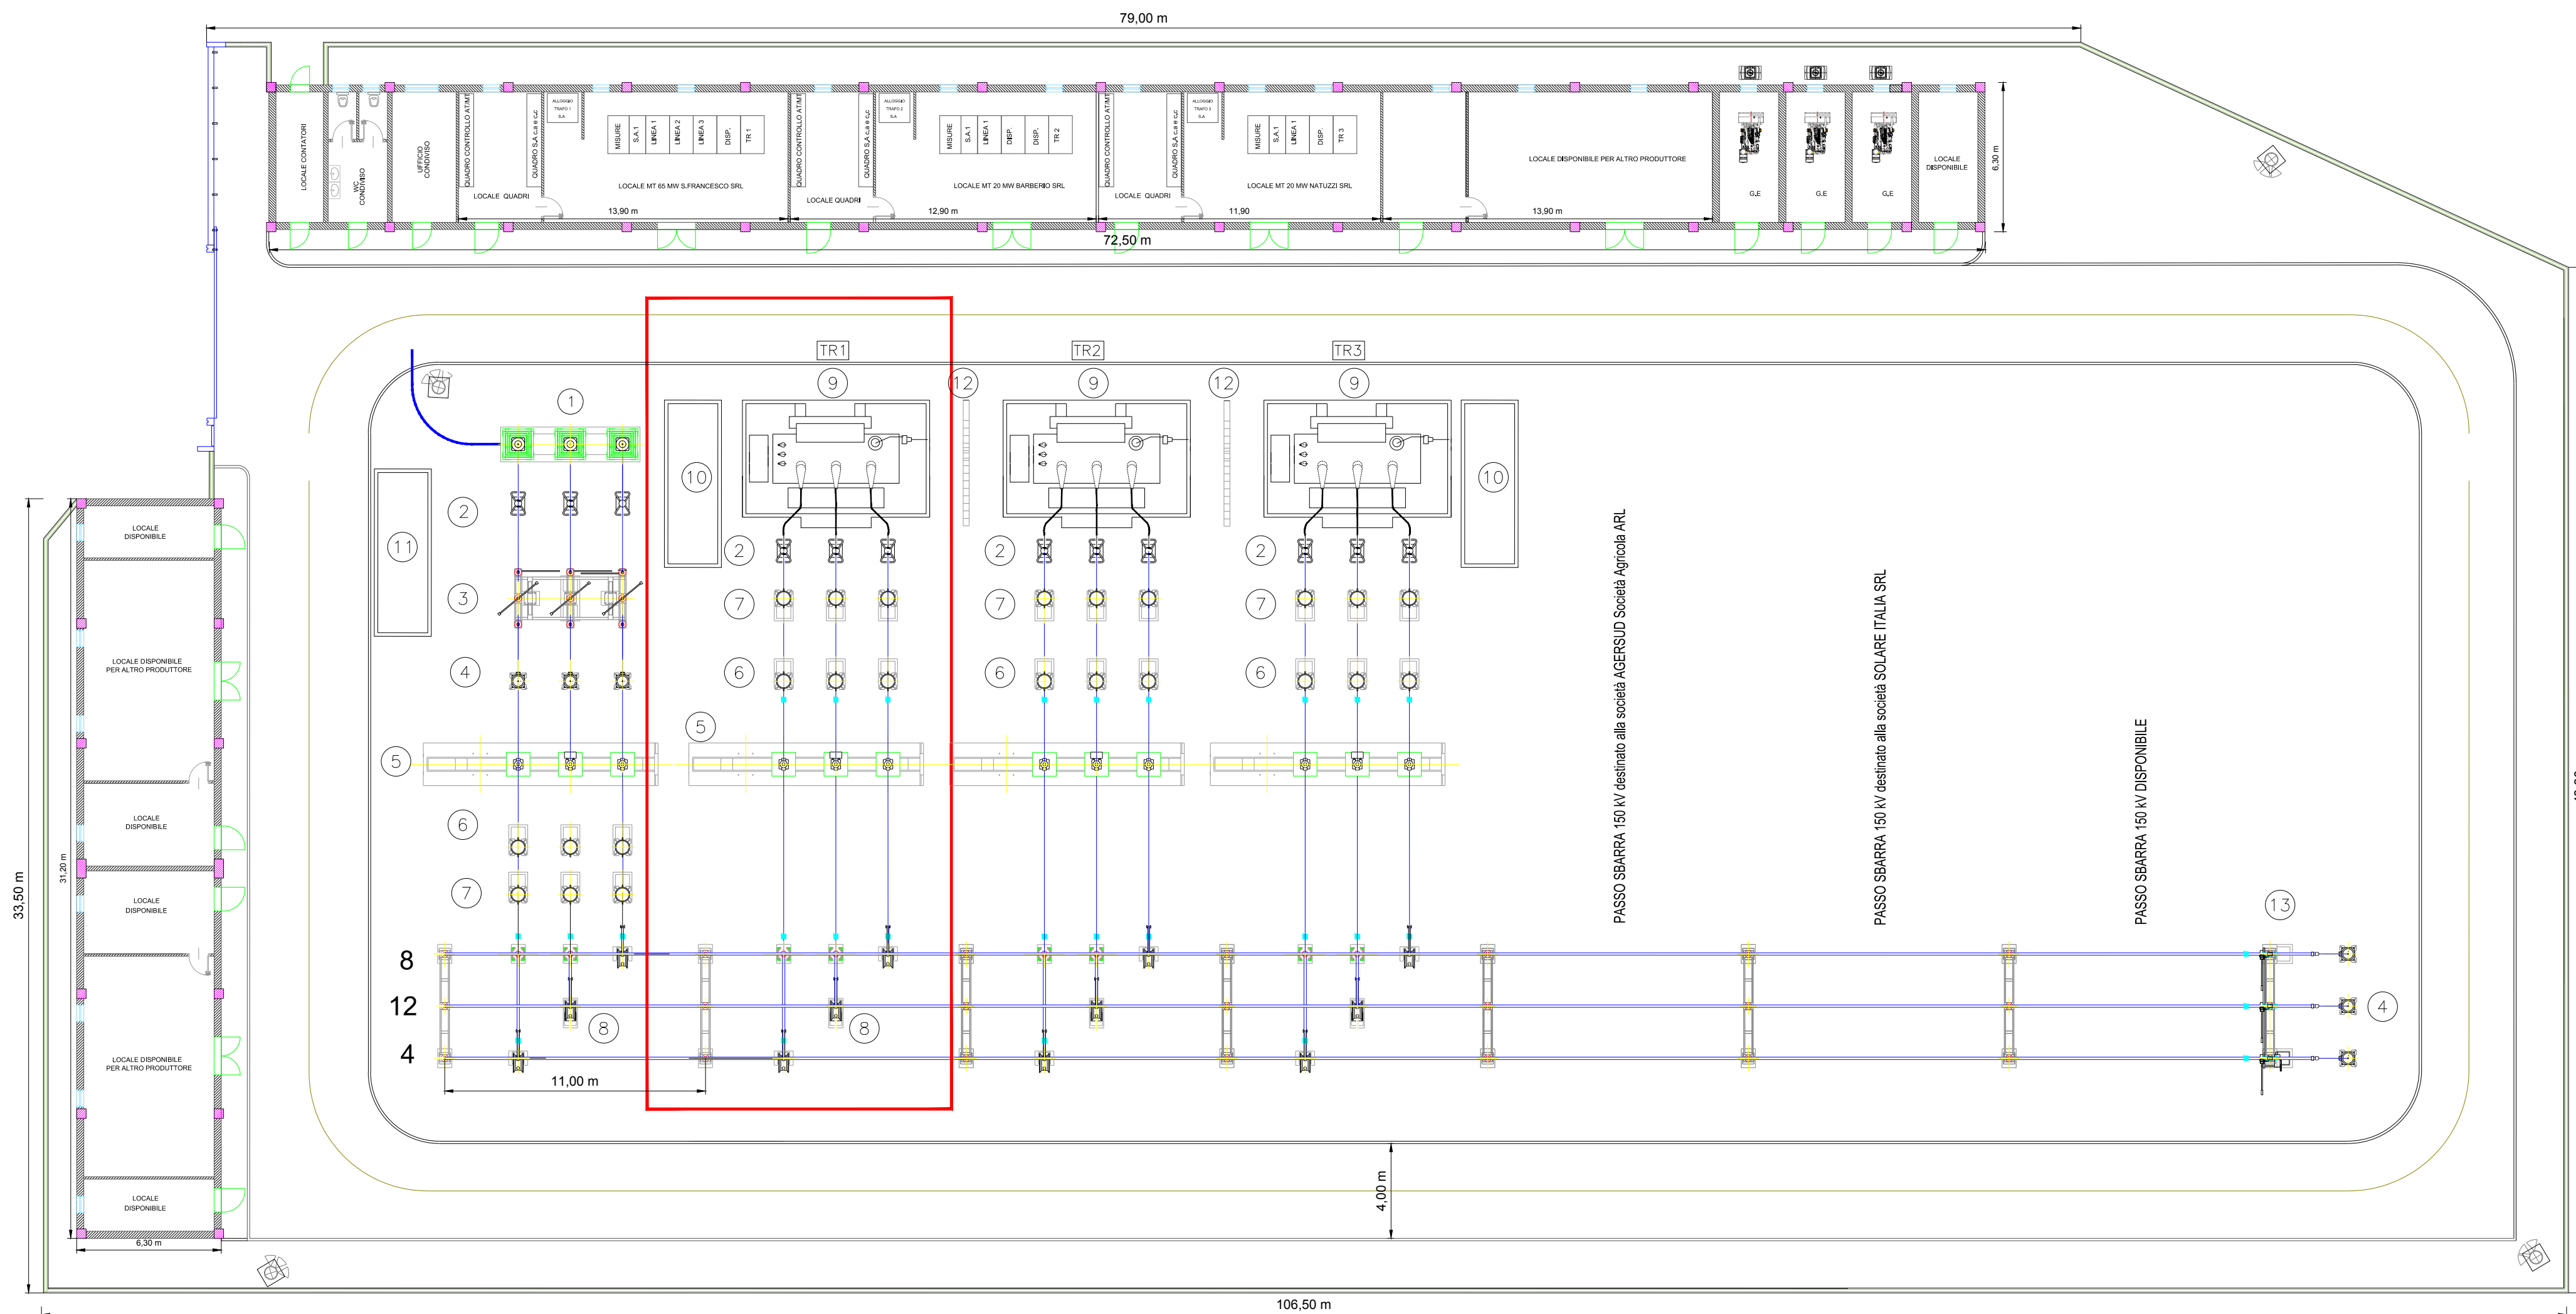 79,00 m
LOCALE CONTATORI
WC
CONDIVISO
UFFICIO
CONDIVISO
QUADRO CONTROLLO AT/MT
QUADRO S.A. c.a e c.c
LOCALE QUADRI
ALLOGGIO
TRAFO 1
S.A
MISURE
S.A.1
LINEA 1
LINEA 2
LINEA 3
DISP.
TR 1
LOCALE MT 65 MW S.FRANCESCO SRL
13,90 m
QUADRO CONTROLLO AT/MT
QUADRO S.A. c.a e c.c
LOCALE QUADRI
ALLOGGIO
TRAFO 2
S.A
MISURE
S.A.1
LINEA 1
DISP.
DISP.
TR 2
LOCALE MT 20 MW BARBERIO SRL
12,90 m
QUADRO CONTROLLO AT/MT
QUADRO S.A. c.a e c.c
LOCALE QUADRI
ALLOGGIO
TRAFO 3
S.A
MISURE
S.A.1
LINEA 1
DISP.
TR 3
LOCALE MT 20 MW NATUZZI SRL
11,90
LOCALE DISPONIBILE PER ALTRO PRODUTTORE
13,90 m
G.E
G.E
G.E
LOCALE
DISPONIBILE
6,30 m
72,50 m
TR1
TR2
TR3
9
12
9
12
9
1
10
10
2
11
2
2
2
3
7
7
7
4
6
6
6
5
5
6
7
8
12
4
8
8
13
4
11,00 m
PASSO SBARRA 150 kV destinato alla società AGERSUD Società Agricola ARL
PASSO SBARRA 150 kV destinato alla società SOLARE ITALIA SRL
PASSO SBARRA 150 kV DISPONIBILE
LOCALE
DISPONIBILE
LOCALE DISPONIBILE
PER ALTRO PRODUTTORE
LOCALE
DISPONIBILE
LOCALE
DISPONIBILE
LOCALE DISPONIBILE
PER ALTRO PRODUTTORE
LOCALE
DISPONIBILE
33,50 m
31,20 m
6,30 m
4,00 m
106,50 m